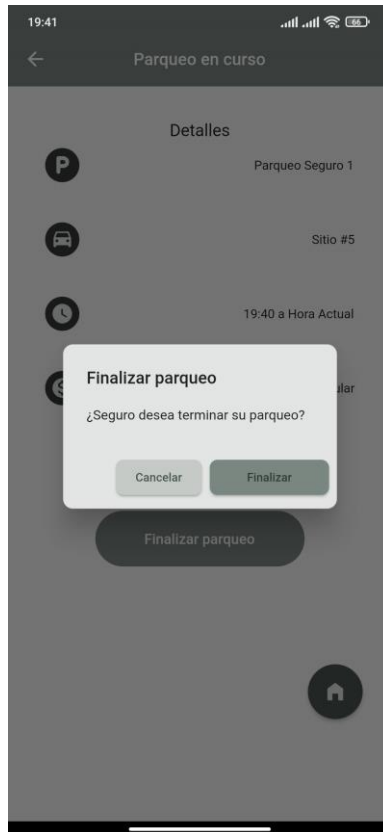 19:41
66
Parqueo en curso
Detalles
Parqueo Seguro 1
Sitio #5
19:40 a Hora Actual
Finalizar parqueo
¿Seguro desea terminar su parqueo?
Cancelar Finalizar
Finalizar parqueo